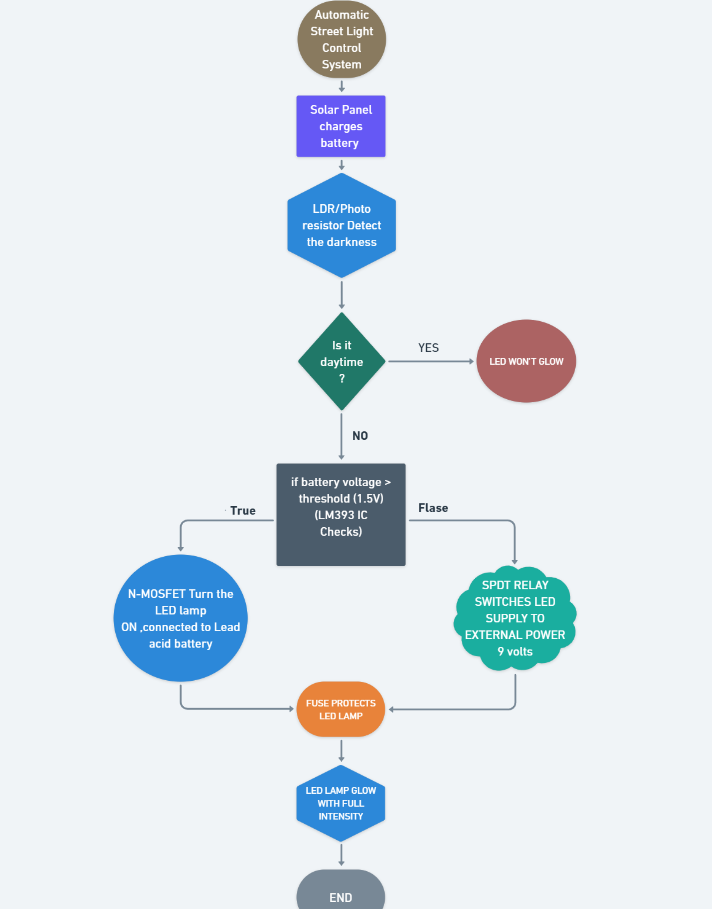 Automatic
Street Light
Control
System
Solar Panel
charges
battery
LDR/Photo
resistor Detect
the darkness
Is it
daytime
?
YES
LED WON'T GLOW
NO
if battery voltage >
threshold (1.5V)
(LM393 IC
Checks)
True
Flase
N-MOSFET Turn the
LED lamp
ON ,connected to Lead
acid battery
SPDT RELAY
SWITCHES LED
SUPPLY TO
EXTERNAL POWER
9 volts
FUSE PROTECTS
LED LAMP
LED LAMP GLOW
WITH FULL
INTENSITY
END